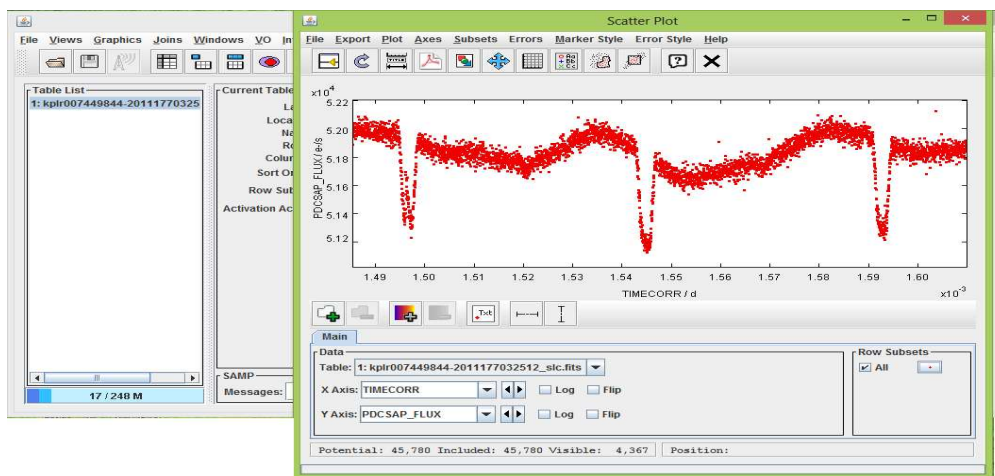 File Views Graphics Joins Windows VO
Table List
1: kplr007449844-20111770325
17 / 248 M
Current Table
Row Sub
Activation Ac
SAMP
Messages:
Scatter Plot
File Export Plot Axes Subsets Errors Marker Style Error Style Help
x10⁴
5.22
5.20
5.18
5.16
5.14
5.12
PDCSAP_FLUX/e-/s
1.49 1.50 1.51 1.52 1.53 1.54 1.55 1.56 1.57 1.58 1.59 1.60
TIMECORR / d
x10⁻³
Txt
Main
Data
Table: 1: kplr007449844-2011177032512_slc.fits
X Axis: TIMECORR Log Flip
Y Axis: PDCSAP_FLUX Log Flip
Row Subsets
All
Potential: 45,780 Included: 45,780 Visible: 4,367 Position: